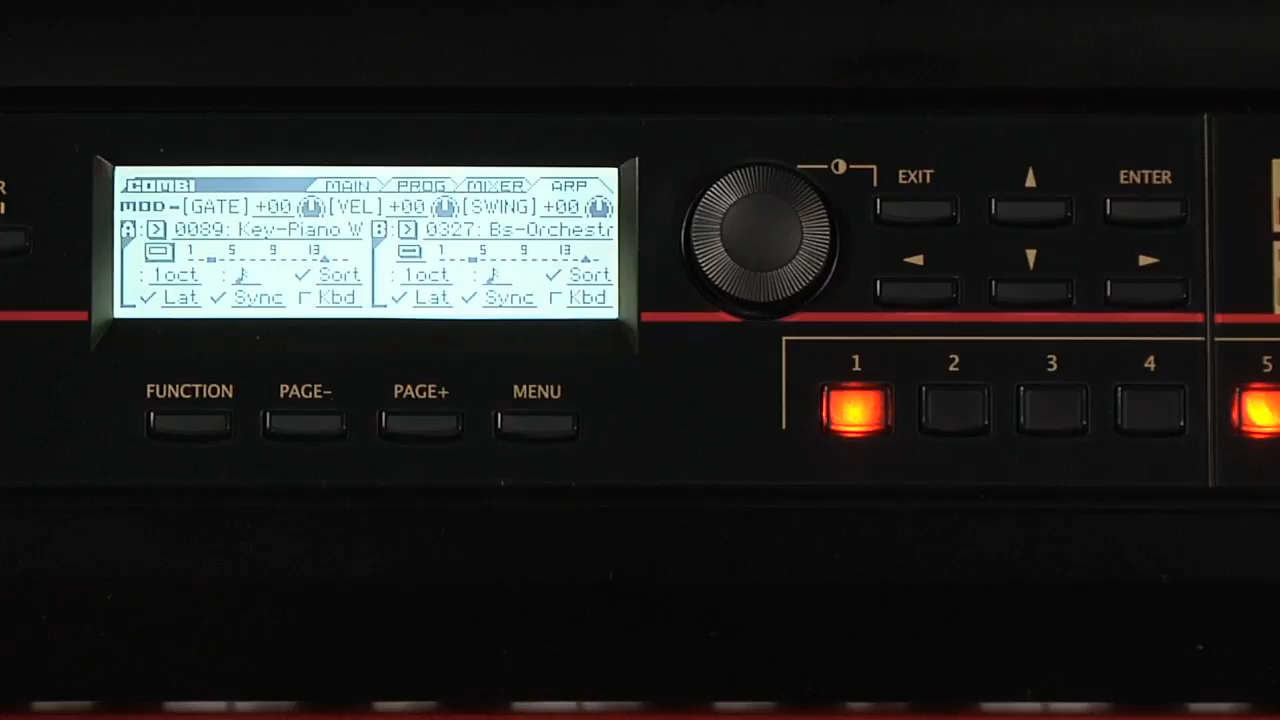 COMBI MAIN PROG MIXER ARP
MOD-[GATE]+00 [VEL]+00 [SWING]+00
A: 0089: Key-Piano W B: 0327: Bs-Orchestr
1 5 9 13 1 5 9 13
:1oct : Sort :1oct : Sort
Lat Sync Kbd Lat Sync Kbd
EXIT ENTER
FUNCTION PAGE- PAGE+ MENU
1 2 3 4 5